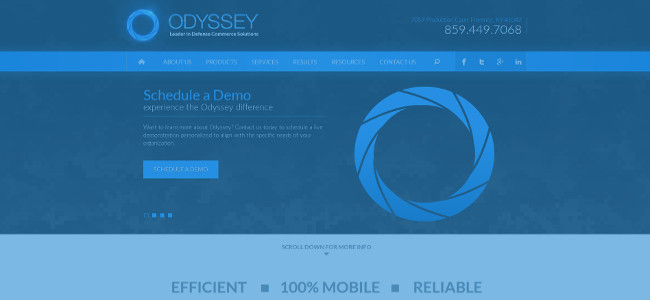 ODYSSEY
Leader in Defense Commerce Solutions
859.449.7068
ABOUT US PRODUCTS SERVICES RESULTS RESOURCES CONTACT US
Schedule a Demo
experience the Odyssey difference
Want to learn more about Odyssey? Contact us today to schedule a live
demonstration personalized to align with the specific needs of your
organization.
SCHEDULE A DEMO
SCROLL DOWN FOR MORE INFO
EFFICIENT ■ 100% MOBILE ■ RELIABLE